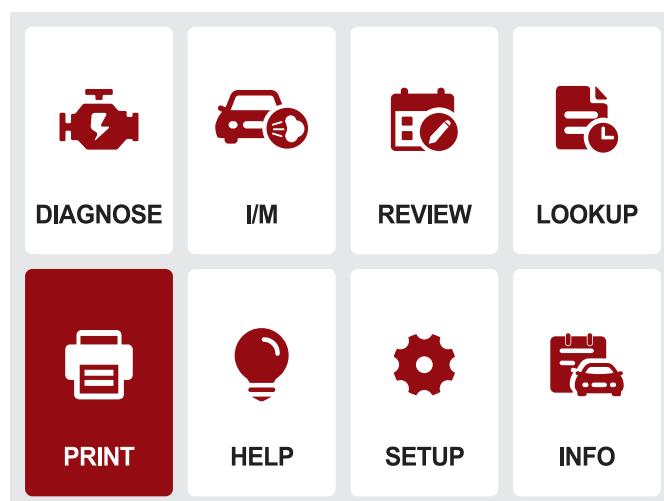 DIAGNOSE
I/M
REVIEW
LOOKUP
PRINT
HELP
SETUP
INFO